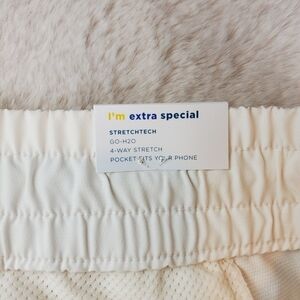 I'm extra special
STRETCHTECH
GO-H2O
4-WAY STRETCH
POCKET FITS YOUR PHONE